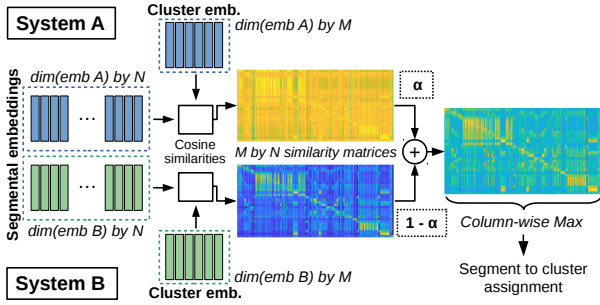 System A
Cluster emb.
dim(emb A) by M
dim(emb A) by N
...
Segmental embeddings
Cosine
similarities
M by N similarity matrices
α
+
...
dim(emb B) by N
1 - α
Column-wise Max
Segment to cluster
assignment
dim(emb B) by M
System B
Cluster emb.